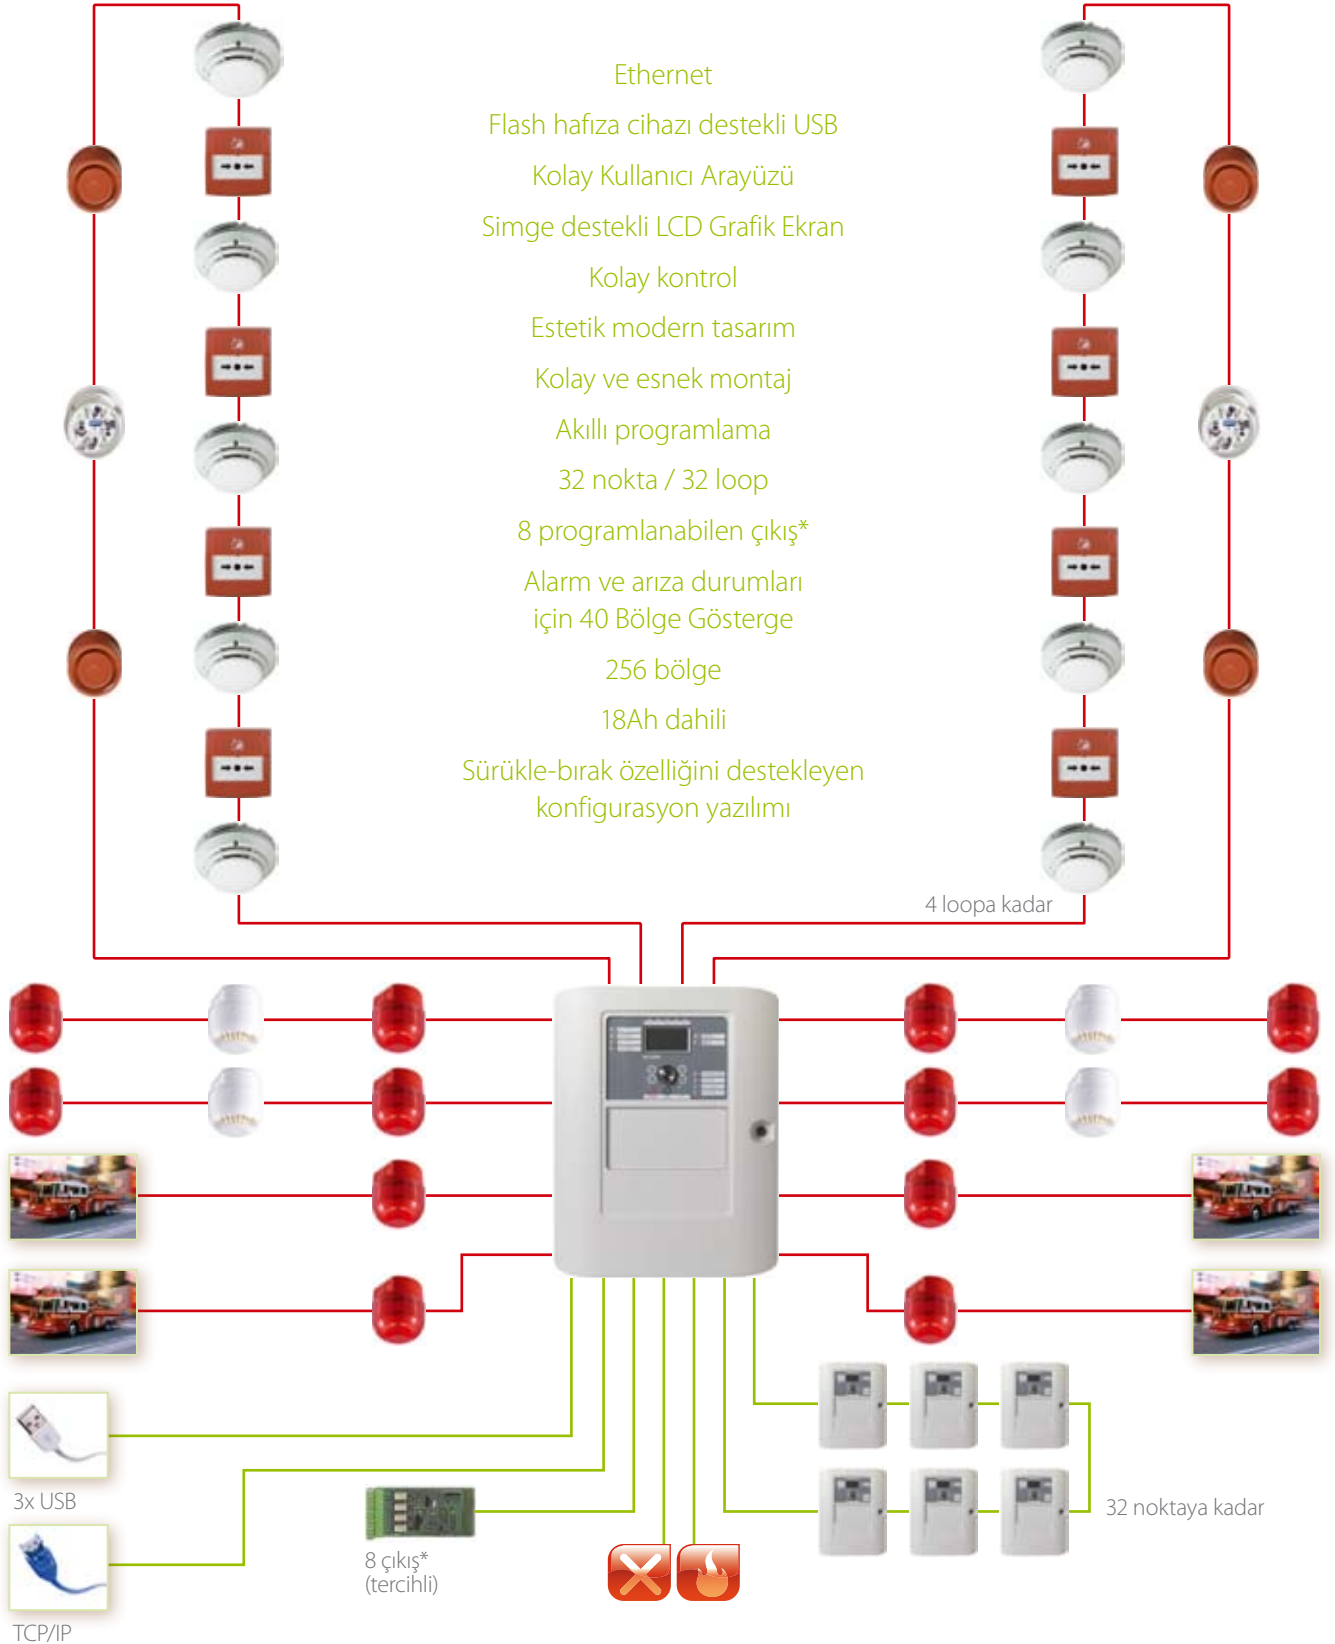 Ethernet
Flash hafıza cihazı destekli USB
Kolay Kullanıcı Arayüzü
Simge destekli LCD Grafik Ekran
Kolay kontrol
Estetik modern tasarım
Kolay ve esnek montaj
Akıllı programlama
32 nokta / 32 loop
8 programlanabilen çıkış*
Alarm ve arıza durumları
için 40 Bölge Gösterge
256 bölge
18Ah dahili
Sürükle-bırak özelliğini destekleyen
konfigurasyon yazılımı
4 loopa kadar
3x USB
32 noktaya kadar
8 çıkış*
(tercihli)
TCP/IP